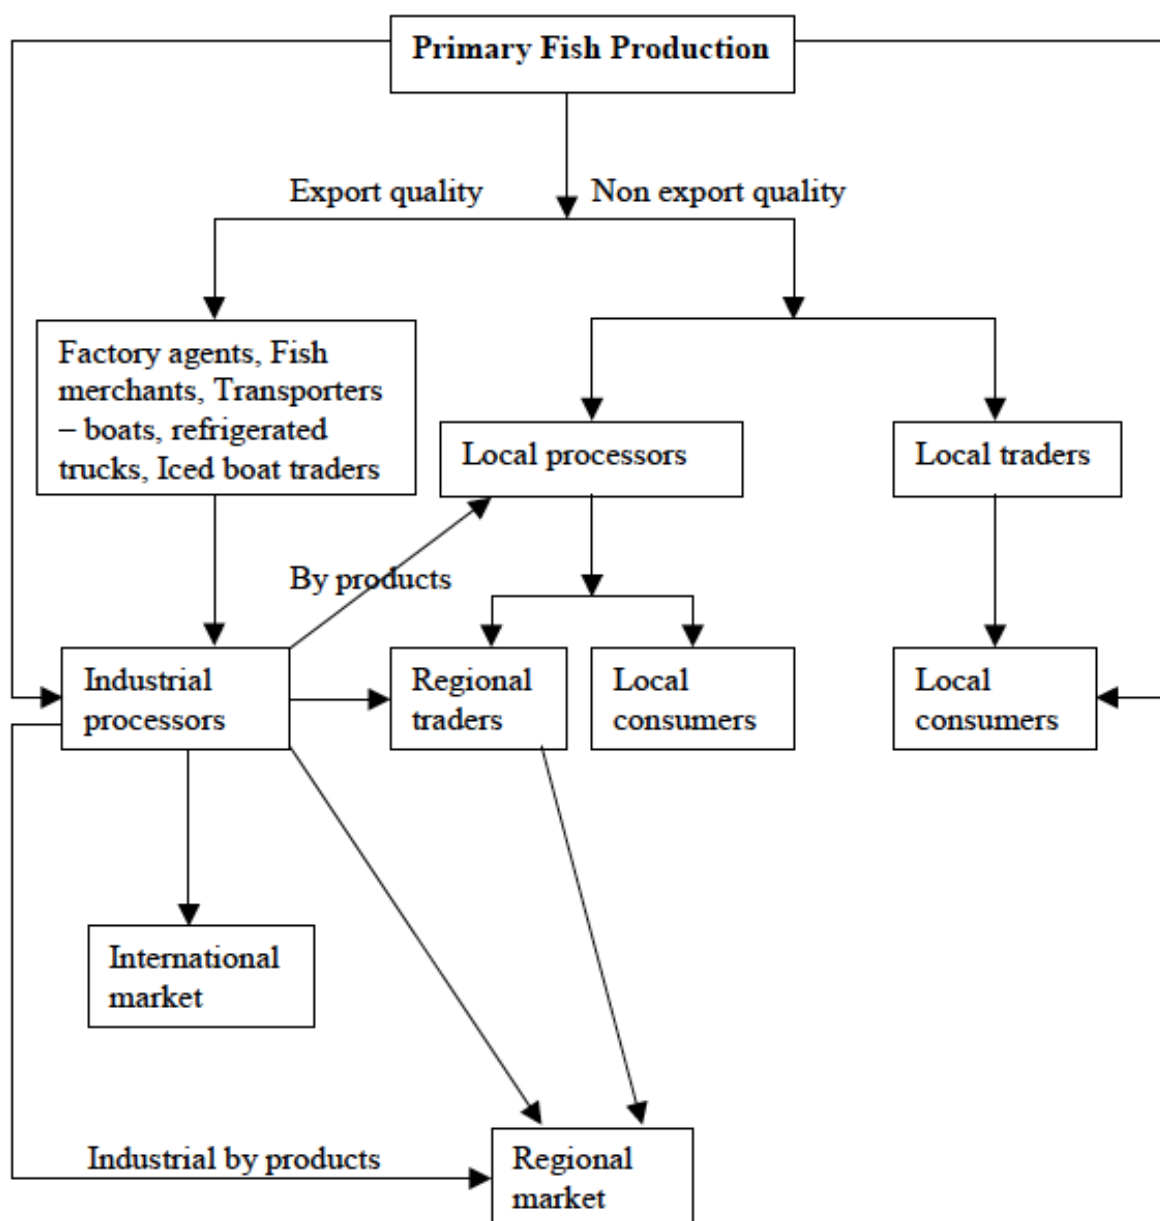 Primary Fish Production
Export quality
Non export quality
Factory agents, Fish
merchants, Transporters
– boats, refrigerated
trucks, Iced boat traders
Local processors
Local traders
By products
Industrial
processors
Regional
traders
Local
consumers
Local
consumers
International
market
Industrial by products
Regional
market